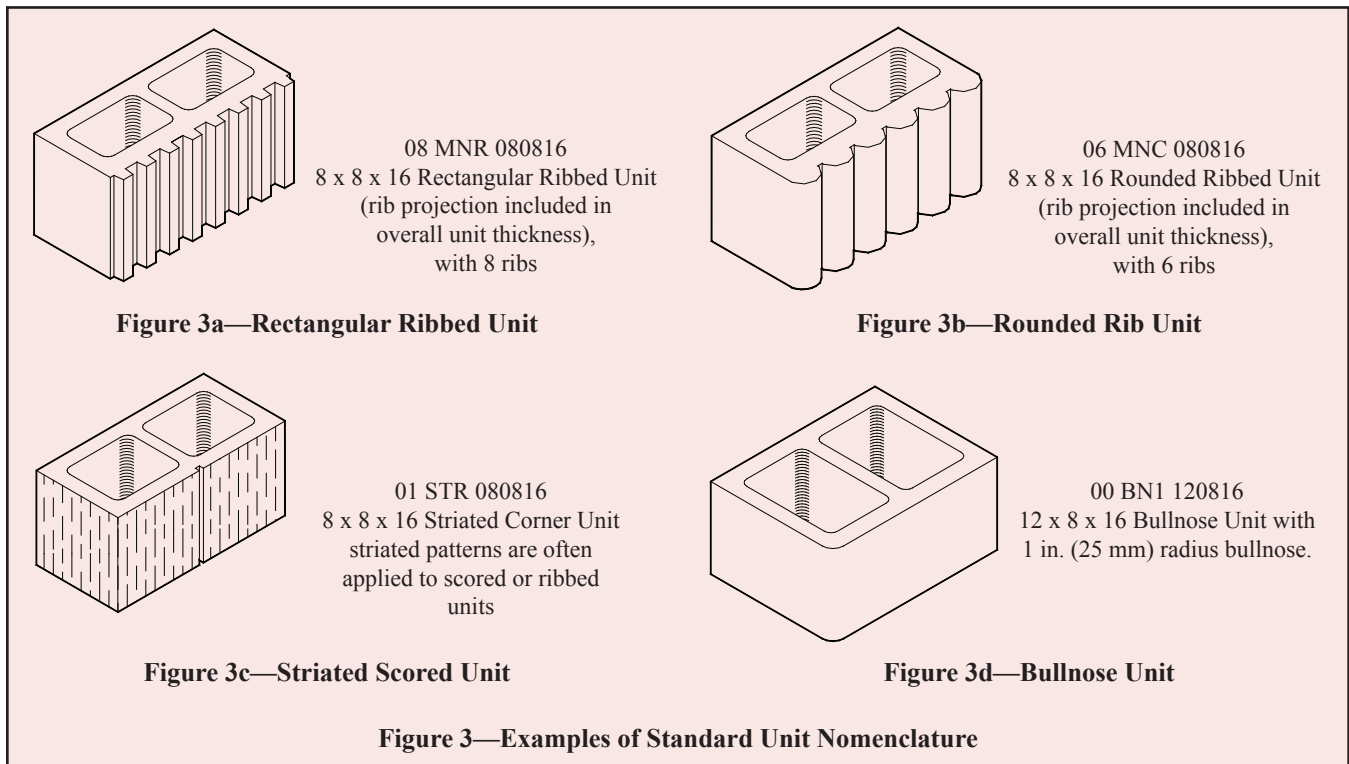 08 MNR 080816
8 x 8 x 16 Rectangular Ribbed Unit
(rib projection included in
overall unit thickness),
with 8 ribs
Figure 3a—Rectangular Ribbed Unit
06 MNC 080816
8 x 8 x 16 Rounded Ribbed Unit
(rib projection included in
overall unit thickness),
with 6 ribs
Figure 3b—Rounded Rib Unit
01 STR 080816
8 x 8 x 16 Striated Corner Unit
striated patterns are often
applied to scored or ribbed
units
Figure 3c—Striated Scored Unit
00 BN1 120816
12 x 8 x 16 Bullnose Unit with
1 in. (25 mm) radius bullnose.
Figure 3d—Bullnose Unit
Figure 3—Examples of Standard Unit Nomenclature